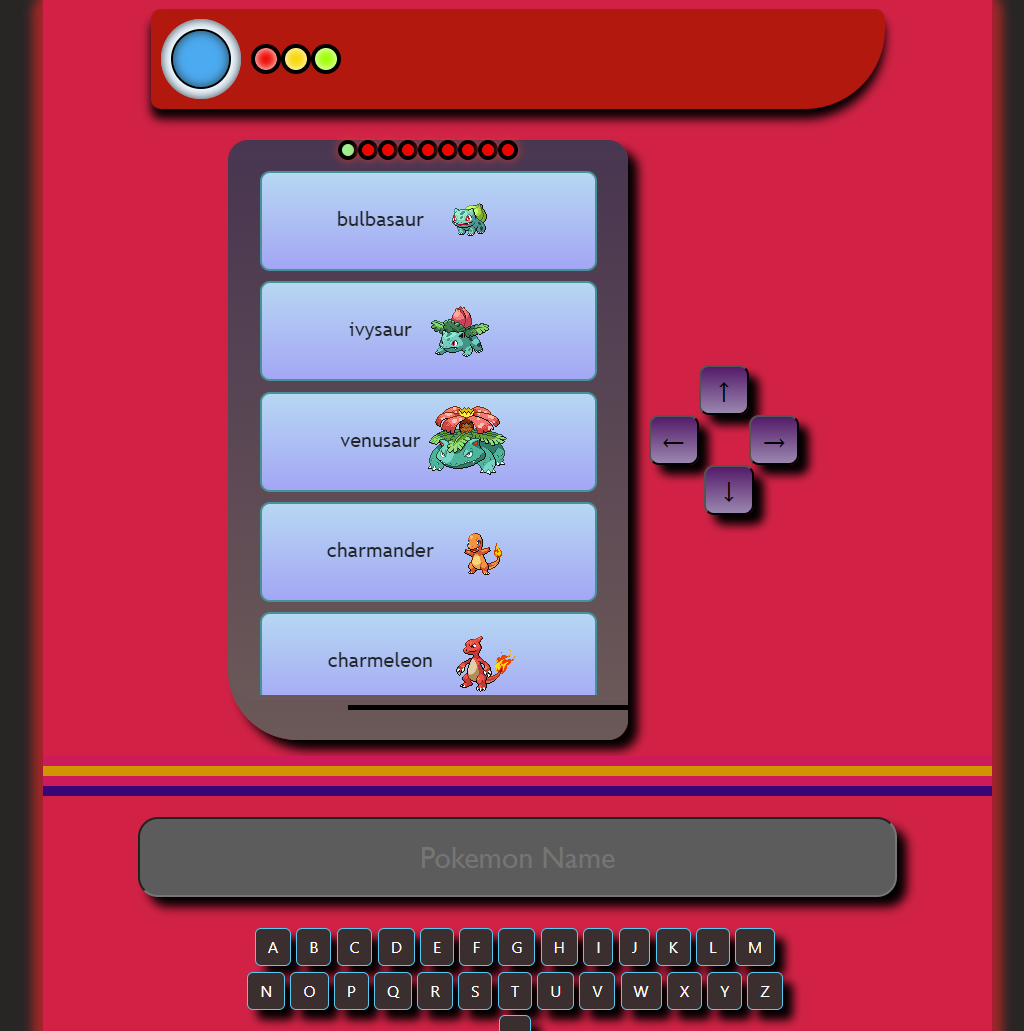 bulbasaur
ivysaur
↑
venusaur
← →
↓
charmander
charmeleon
Pokemon Name
A B C D E F G H I J K L M
N O P Q R S T U V W X Y Z